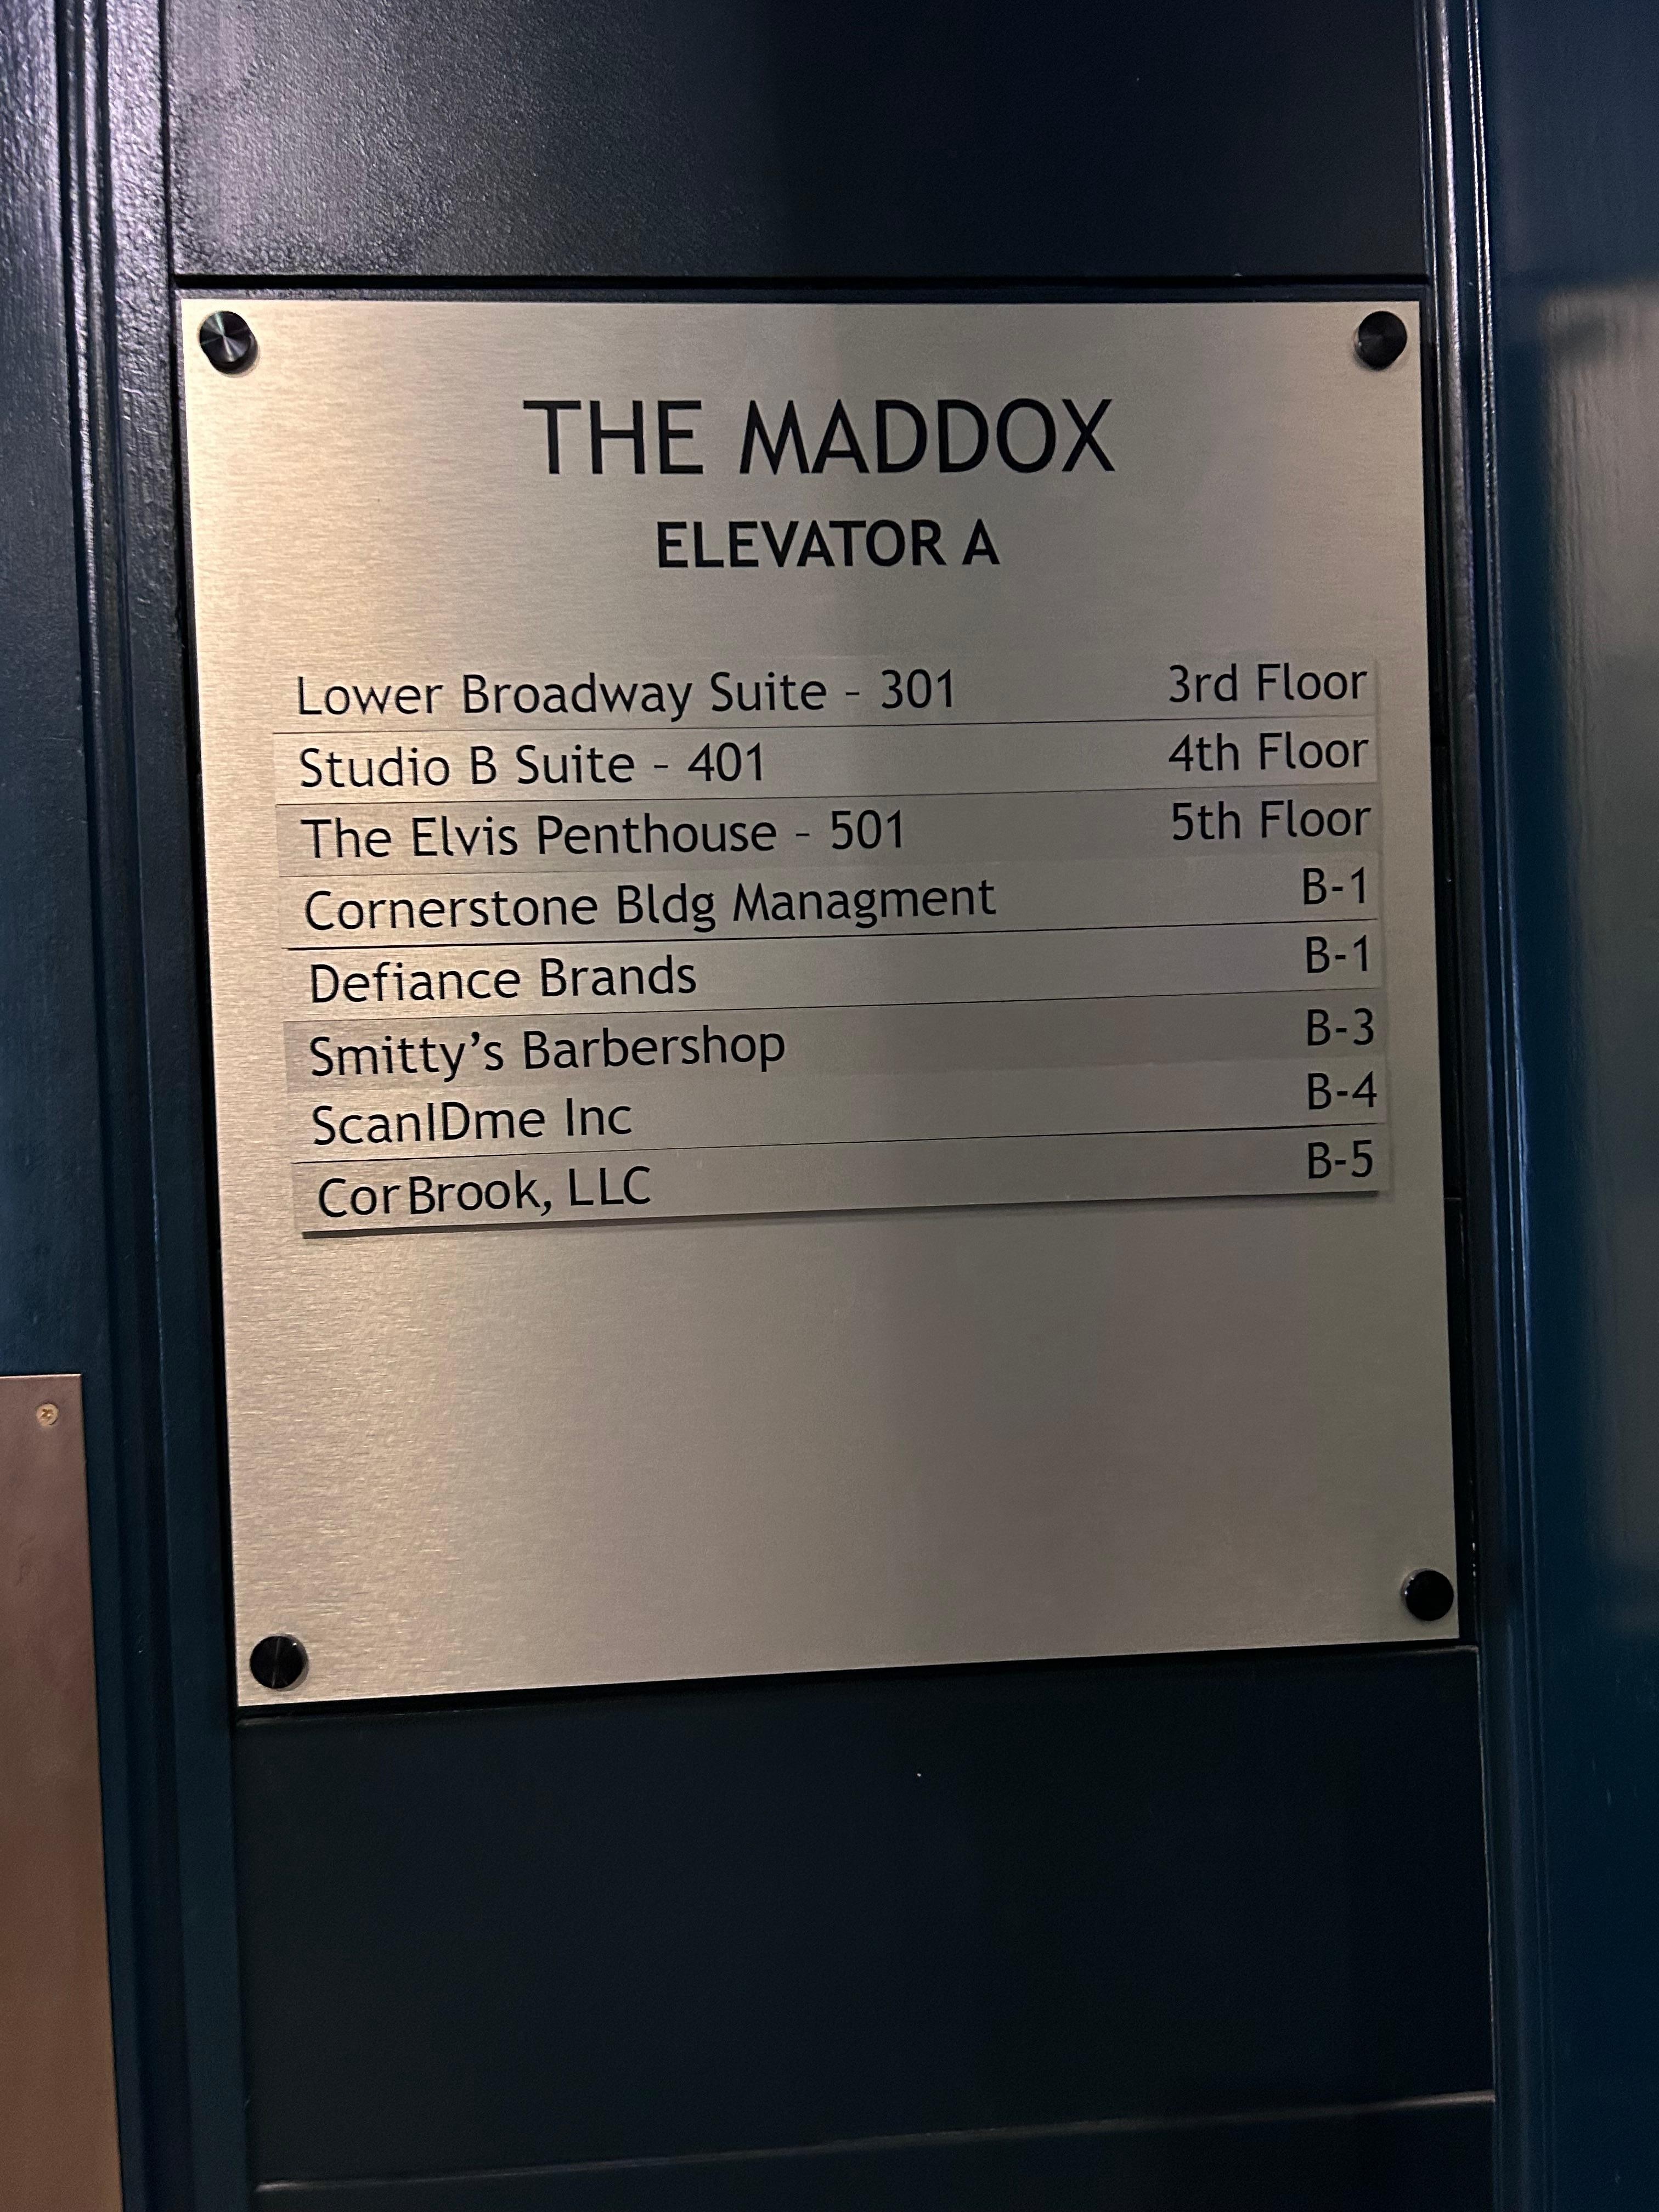 THE MADDOX
ELEVATOR A
Lower Broadway Suite - 301 3rd Floor
Studio B Suite - 401 4th Floor
The Elvis Penthouse - 501 5th Floor
Cornerstone Bldg Managment B-1
Defiance Brands B-1
Smitty’s Barbershop B-3
ScanIDme Inc B-4
CorBrook, LLC B-5